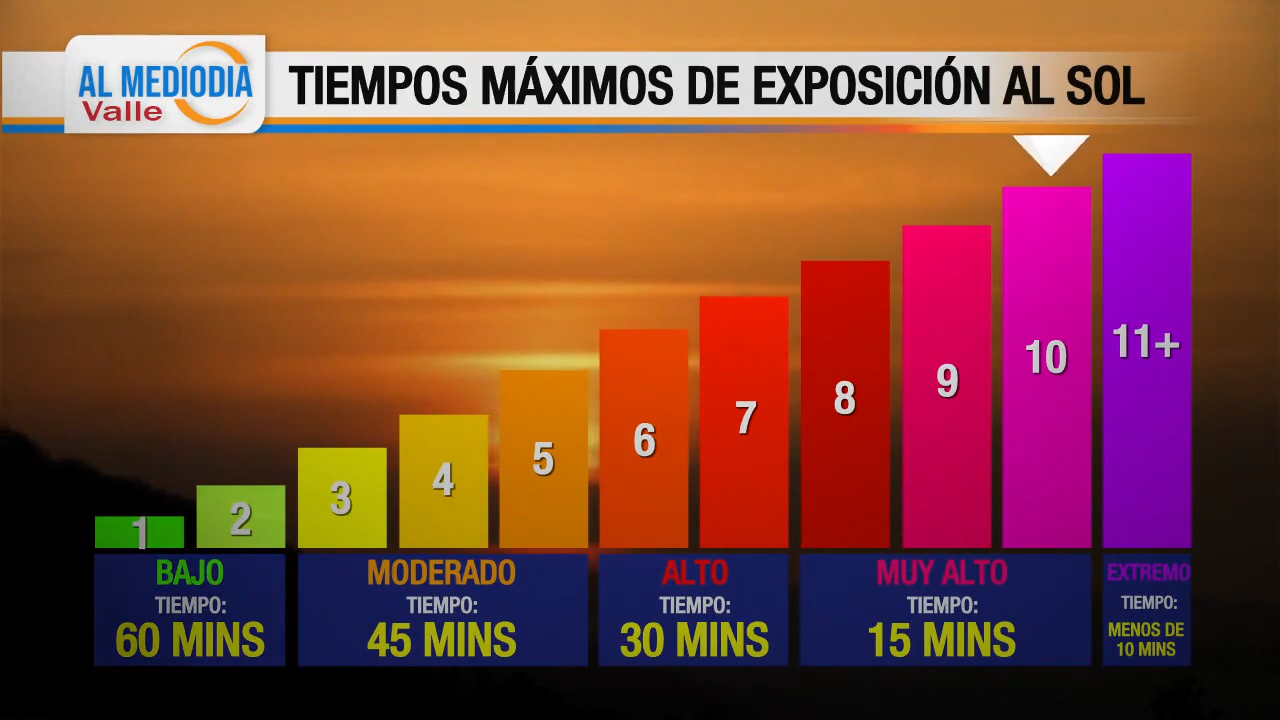 AL MEDIODIA
Valle
TIEMPOS MÁXIMOS DE EXPOSICIÓN AL SOL
1
2
3
4
5
6
7
8
9
10
11+
BAJO
TIEMPO:
60 MINS
MODERADO
TIEMPO:
45 MINS
ALTO
TIEMPO:
30 MINS
MUY ALTO
TIEMPO:
15 MINS
EXTREMO
TIEMPO:
MENOS DE
10 MINS